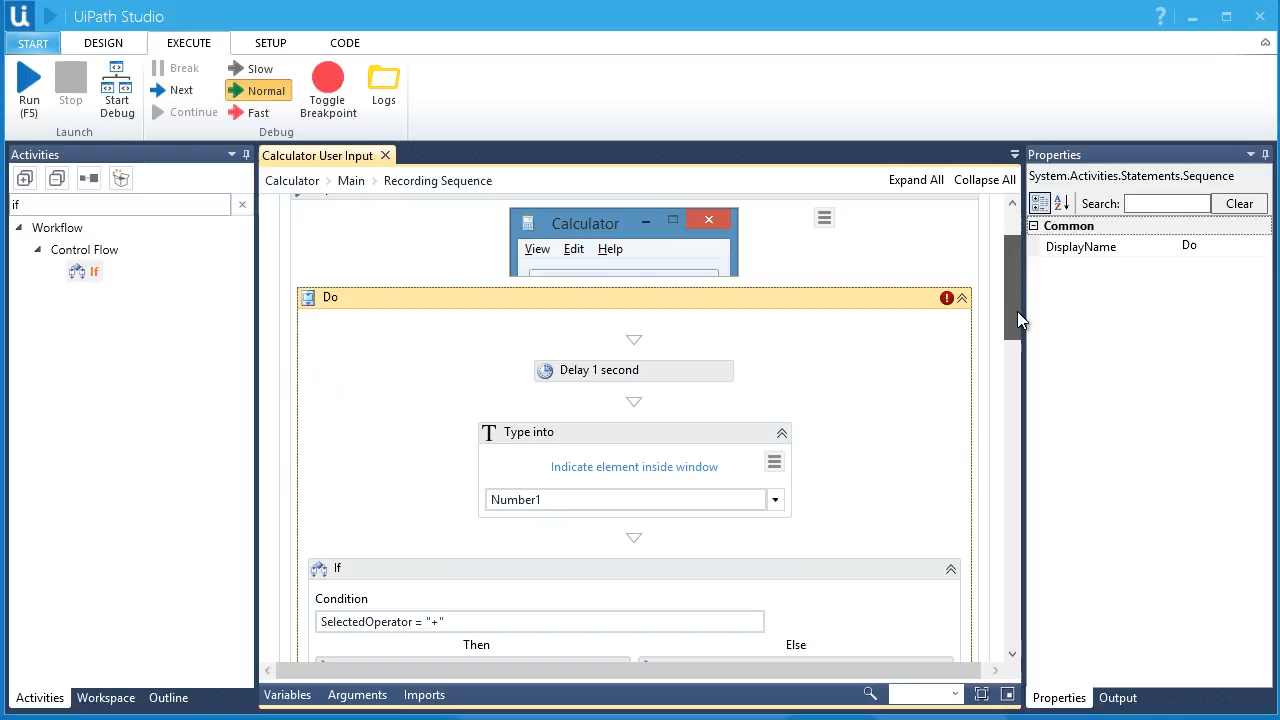 Ui UiPath Studio ?
START DESIGN EXECUTE SETUP CODE
Run (F5)
Stop
Start Debug
Launch
Break
Next
Continue
Slow
Normal
Fast
Toggle Breakpoint
Logs
Debug
Activities
if
Workflow
Control Flow
If
Activities Workspace Outline
Calculator User Input
Calculator Main Recording Sequence Expand All Collapse All
Calculator
View Edit Help
Do
Delay 1 second
T Type into
Indicate element inside window
Number1
If
Condition
SelectedOperator = "+"
Then Else
Variables Arguments Imports
Properties
System.Activities.Statements.Sequence
Search: Clear
Common
DisplayName Do
Properties Output